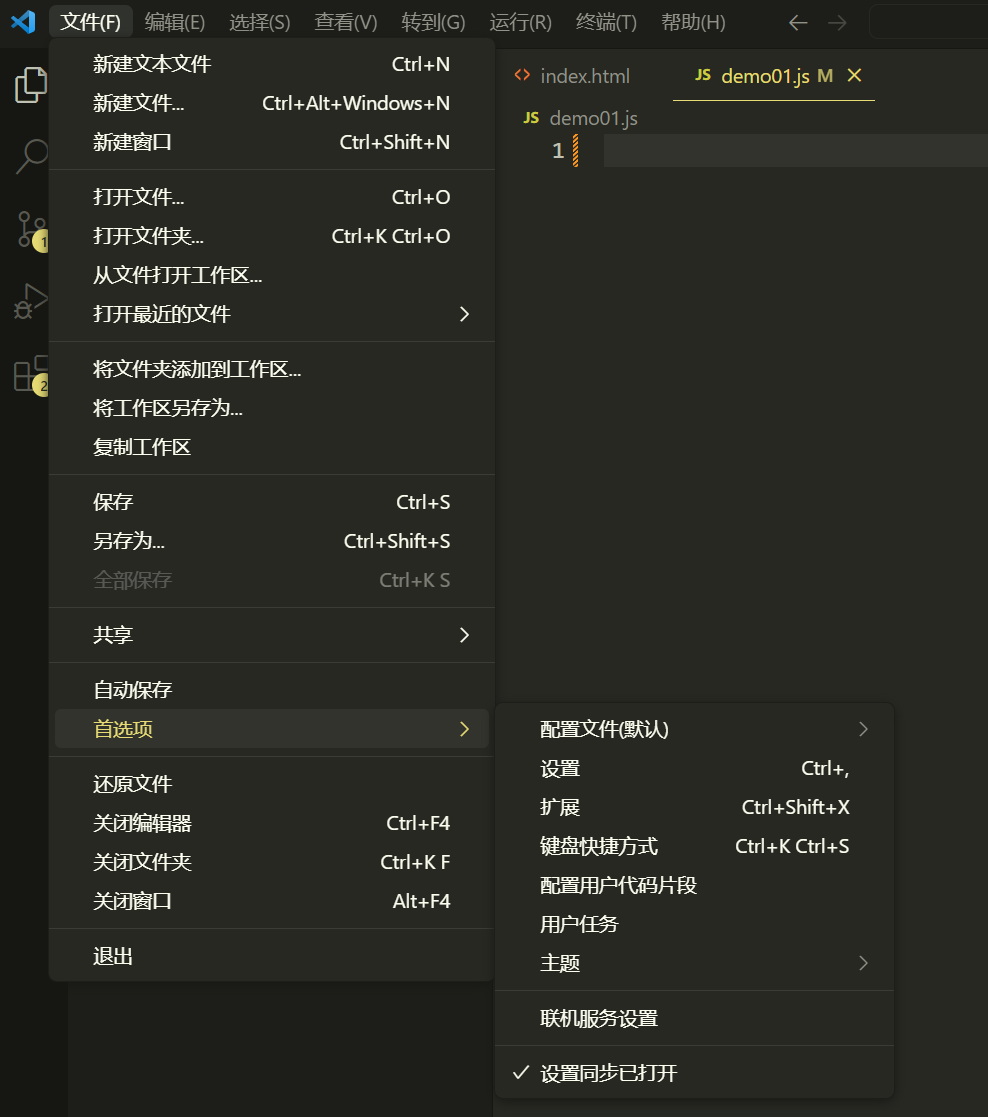 文件(F) 编辑(E) 选择(S) 查看(V) 转到(G) 运行(R) 终端(T) 帮助(H)
index.html
JS demo01.js M
JS demo01.js
1
1
2
新建文本文件 Ctrl+N
新建文件... Ctrl+Alt+Windows+N
新建窗口 Ctrl+Shift+N
打开文件... Ctrl+O
打开文件夹... Ctrl+K Ctrl+O
从文件打开工作区...
打开最近的文件
将文件夹添加到工作区...
将工作区另存为...
复制工作区
保存 Ctrl+S
另存为... Ctrl+Shift+S
全部保存 Ctrl+K S
共享
自动保存
首选项
还原文件
关闭编辑器 Ctrl+F4
关闭文件夹 Ctrl+K F
关闭窗口 Alt+F4
退出
配置文件(默认)
设置 Ctrl+,
扩展 Ctrl+Shift+X
键盘快捷方式 Ctrl+K Ctrl+S
配置用户代码片段
用户任务
主题
联机服务设置
设置同步已打开